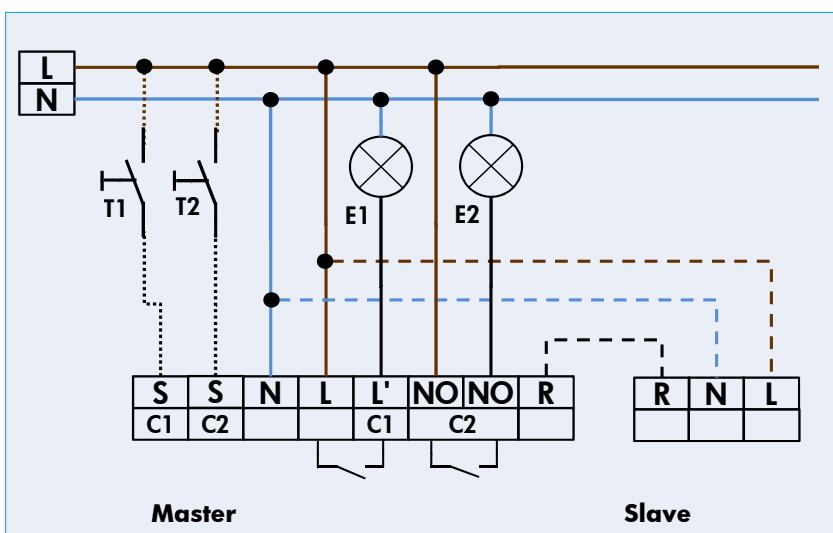 L
N
T1 T2 E1 E2
S S N L L' NO NO R R N L
C1 C2 C1 C2
Master Slave